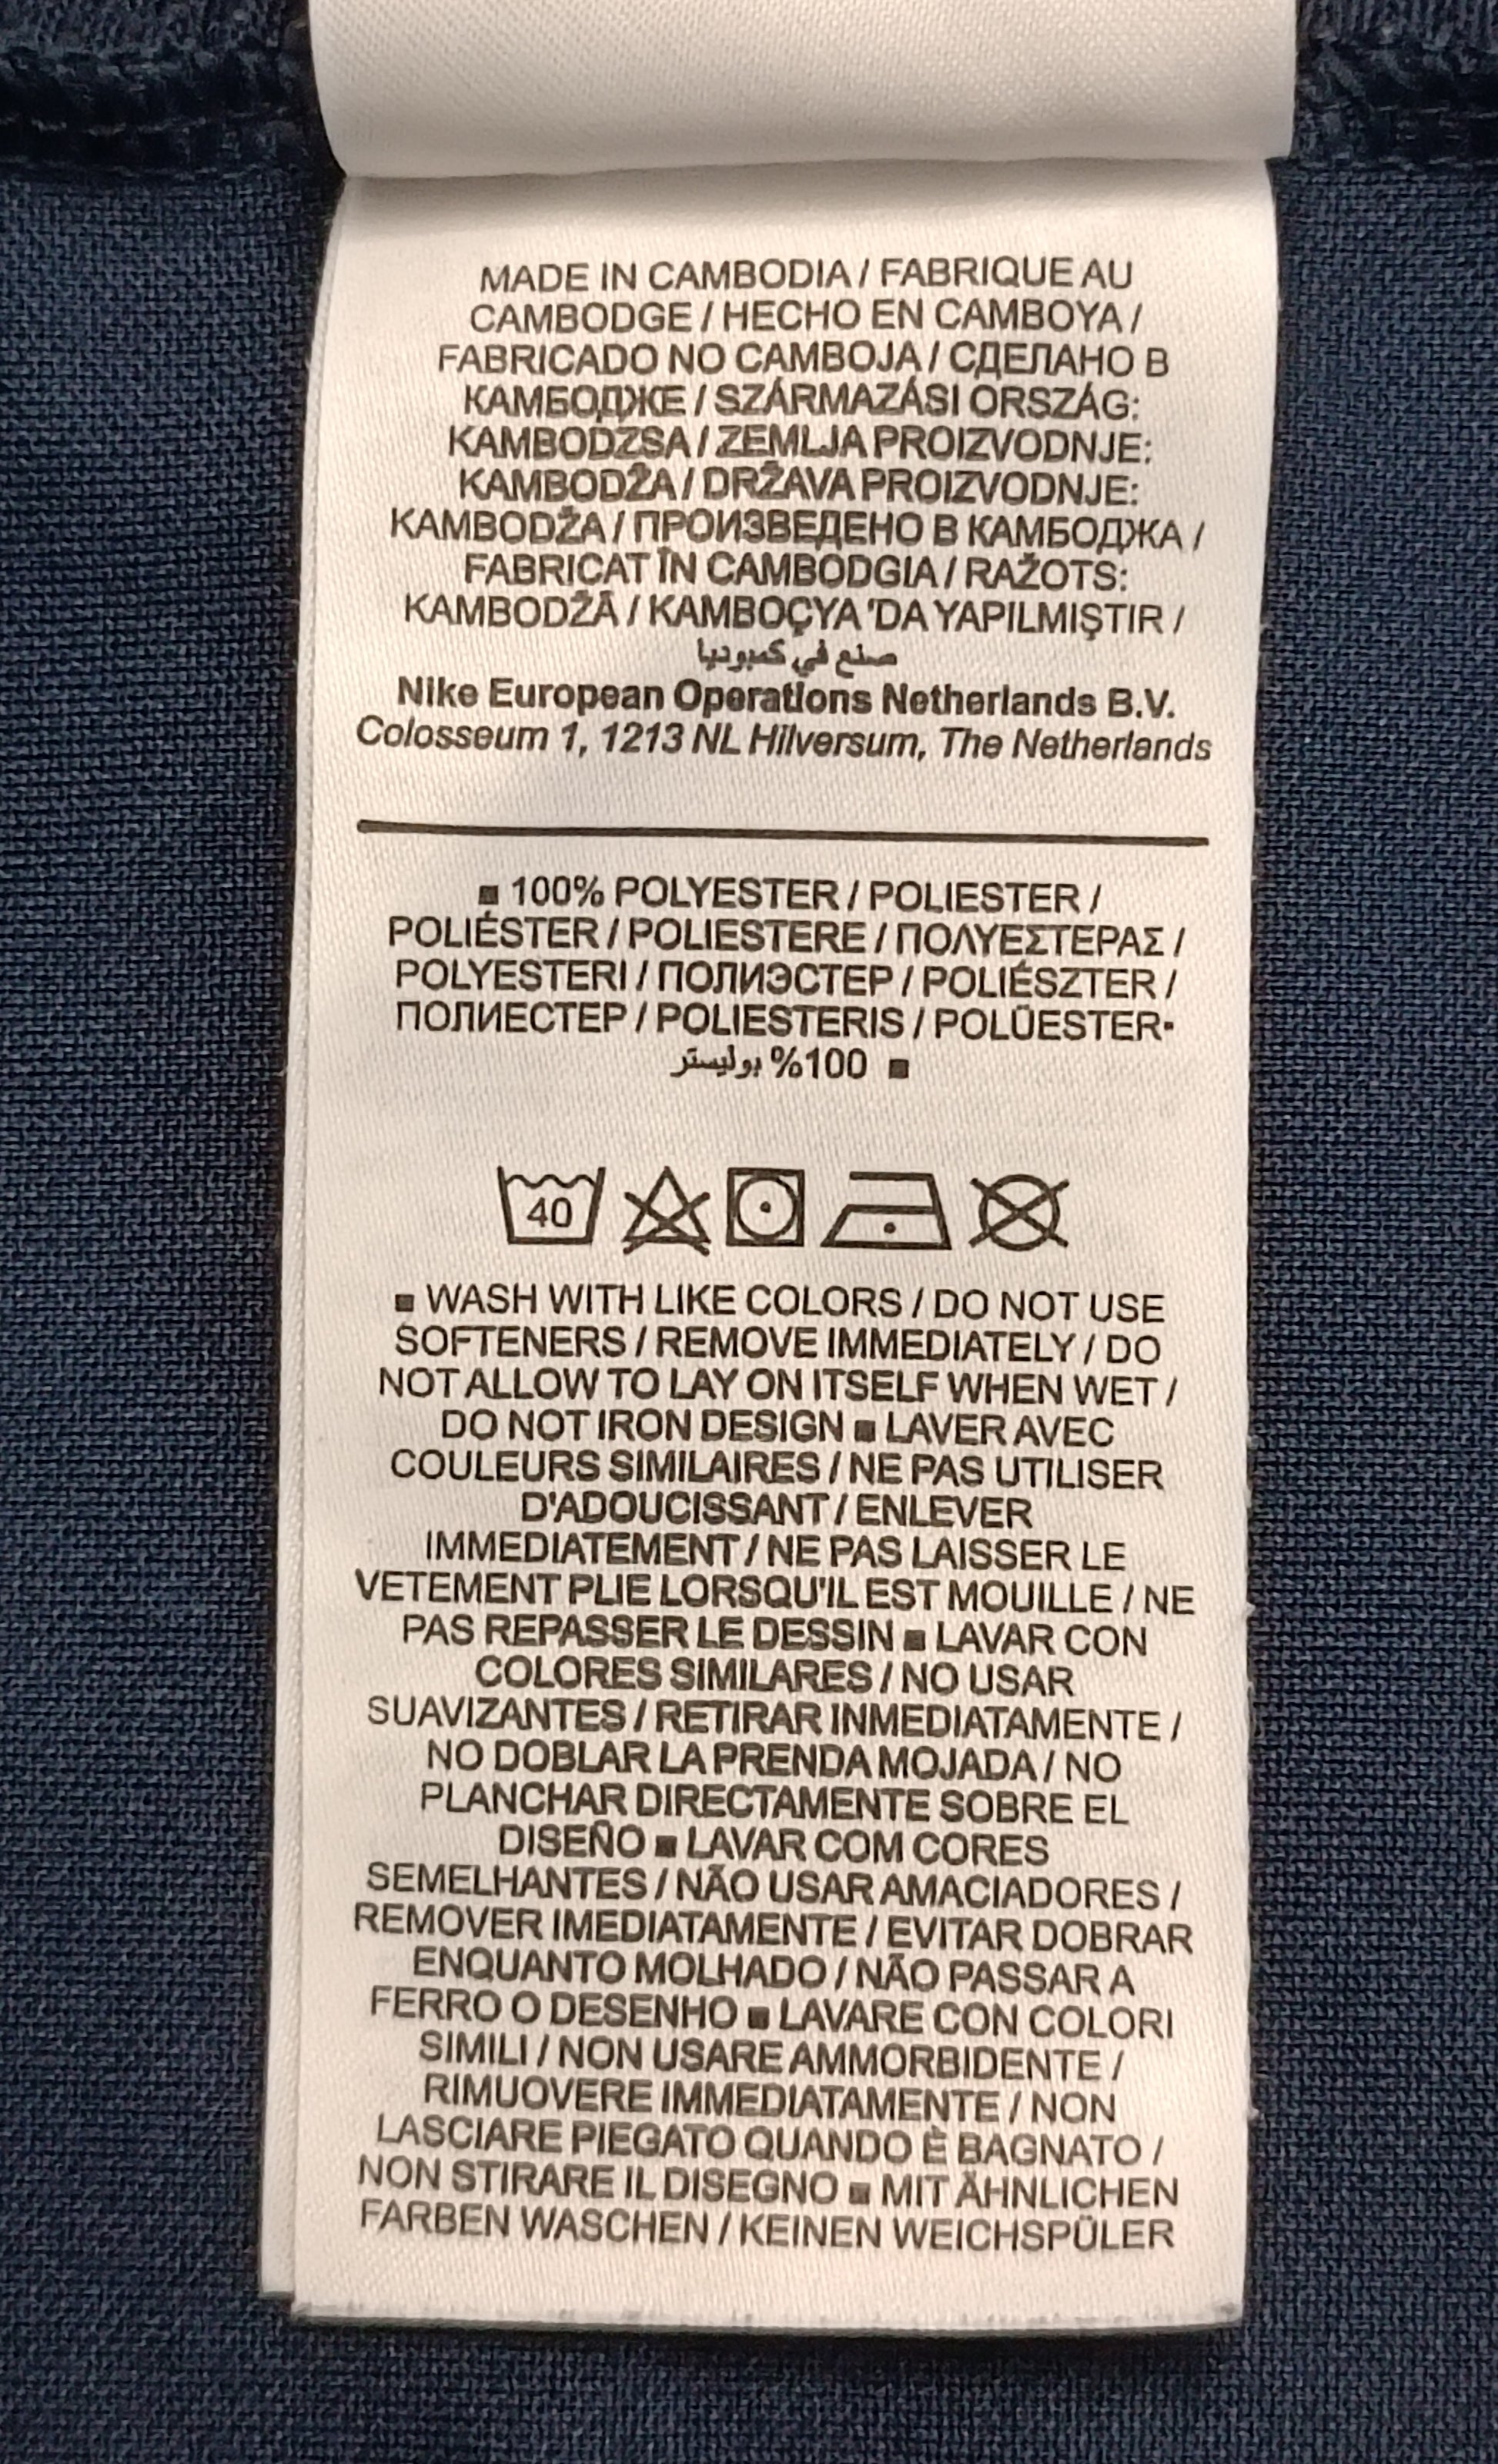 MADE IN CAMBODIA / FABRIQUE AU
CAMBODGE / HECHO EN CAMBOYA /
FABRICADO NO CAMBOJA / СДЕЛАНО В
КАМБОДЖЕ / SZÁRMAZÁSI ORSZÁG:
KAMBODZSA / ZEMLJA PROIZVODNJE:
KAMBODŽA / DRŽAVA PROIZVODNJE:
KAMBODŽA / ПРОИЗВЕДЕНО В КАМБОДЖА /
FABRICAT ÎN CAMBODGIA / RAŽOTS:
KAMBODŽĀ / KAMBOÇYA 'DA YAPILMIŞTIR /
صنع في كمبوديا
Nike European Operations Netherlands B.V.
Colosseum 1, 1213 NL Hilversum, The Netherlands
■ 100% POLYESTER / POLIESTER /
POLIÉSTER / POLIESTERE / ΠΟΛΥΕΣΤΕΡΑΣ /
POLYESTERI / ПОЛИЭСТЕР / POLIÉSZTER /
ПОЛИЕСТЕР / POLIESTERIS / POLÜESTER▪
■ 100% بوليستر
40
■ WASH WITH LIKE COLORS / DO NOT USE
SOFTENERS / REMOVE IMMEDIATELY / DO
NOT ALLOW TO LAY ON ITSELF WHEN WET /
DO NOT IRON DESIGN ■ LAVER AVEC
COULEURS SIMILAIRES / NE PAS UTILISER
D'ADOUCISSANT / ENLEVER
IMMEDIATEMENT / NE PAS LAISSER LE
VETEMENT PLIE LORSQU'IL EST MOUILLE / NE
PAS REPASSER LE DESSIN ■ LAVAR CON
COLORES SIMILARES / NO USAR
SUAVIZANTES / RETIRAR INMEDIATAMENTE /
NO DOBLAR LA PRENDA MOJADA / NO
PLANCHAR DIRECTAMENTE SOBRE EL
DISEÑO ■ LAVAR COM CORES
SEMELHANTES / NÃO USAR AMACIADORES /
REMOVER IMEDIATAMENTE / EVITAR DOBRAR
ENQUANTO MOLHADO / NÃO PASSAR A
FERRO O DESENHO ■ LAVARE CON COLORI
SIMILI / NON USARE AMMORBIDENTE /
RIMUOVERE IMMEDIATAMENTE / NON
LASCIARE PIEGATO QUANDO È BAGNATO /
NON STIRARE IL DISEGNO ■ MIT ÄHNLICHEN
FARBEN WASCHEN / KEINEN WEICHSPÜLER